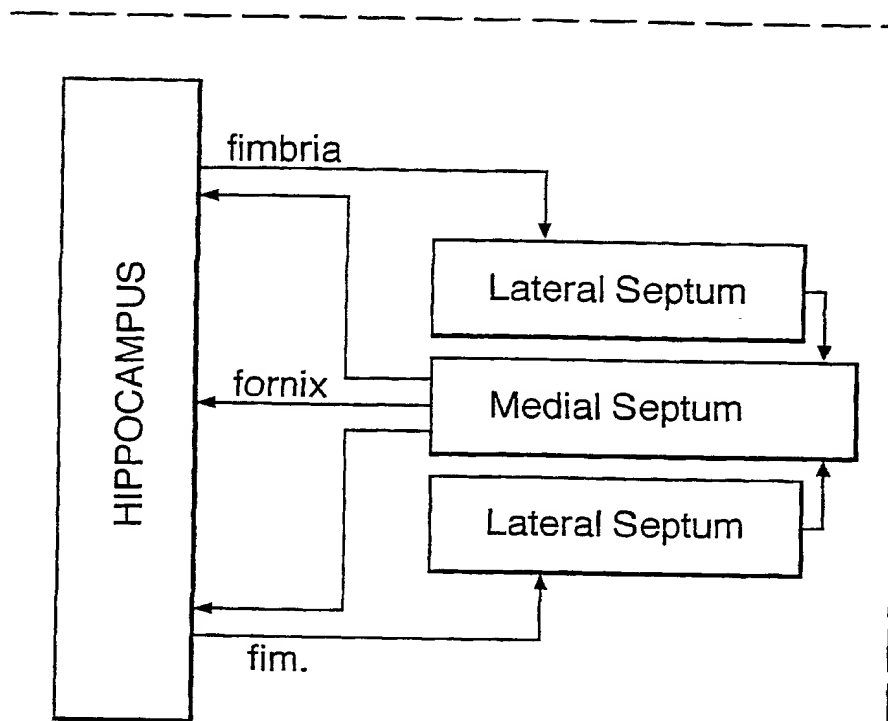 fimbria
HIPPOCAMPUS
Lateral Septum
fornix
Medial Septum
Lateral Septum
fim.